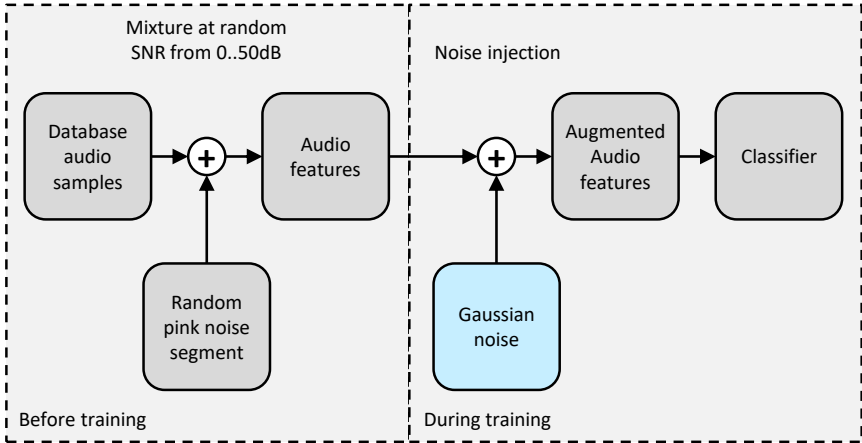 Mixture at random
SNR from 0..50dB
Noise injection
Database
audio
samples
+
Audio
features
+
Augmented
Audio
features
Classifier
Random
pink noise
segment
Gaussian
noise
Before training
During training